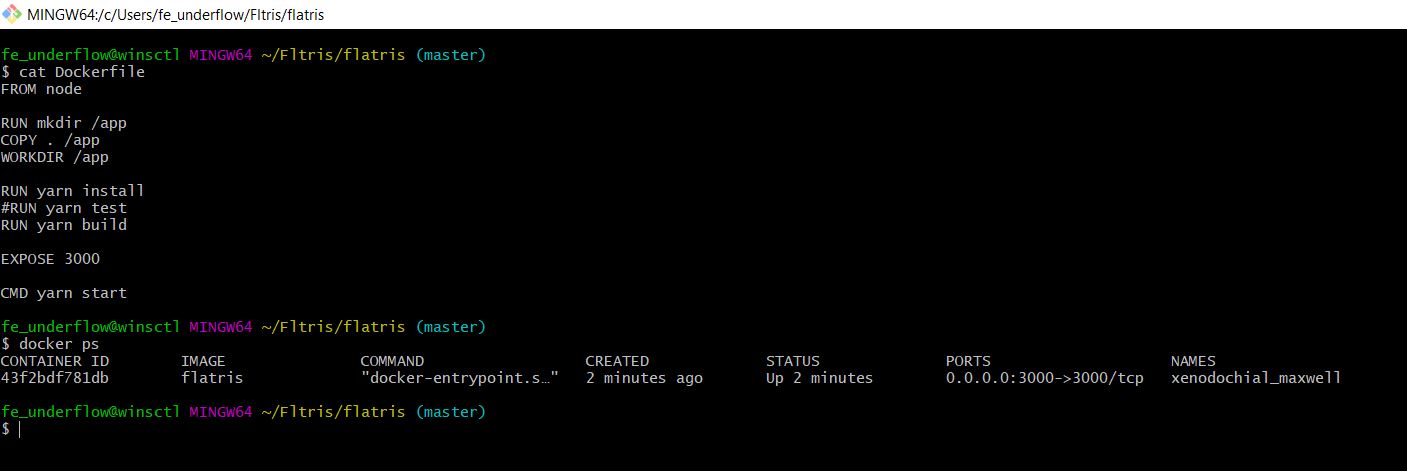 MINGW64:/c/Users/fe_underflow/Fltris/flatris
fe_underflow@winsctl MINGW64 ~/Fltris/flatris (master)
$ cat Dockerfile
FROM node
RUN mkdir /app
COPY . /app
WORKDIR /app
RUN yarn install
#RUN yarn test
RUN yarn build
EXPOSE 3000
CMD yarn start
fe_underflow@winsctl MINGW64 ~/Fltris/flatris (master)
$ docker ps
CONTAINER ID IMAGE COMMAND CREATED STATUS PORTS NAMES
43f2bdf781db flatris "docker-entrypoint.s…" 2 minutes ago Up 2 minutes 0.0.0.0:3000->3000/tcp xenodochial_maxwell
fe_underflow@winsctl MINGW64 ~/Fltris/flatris (master)
$